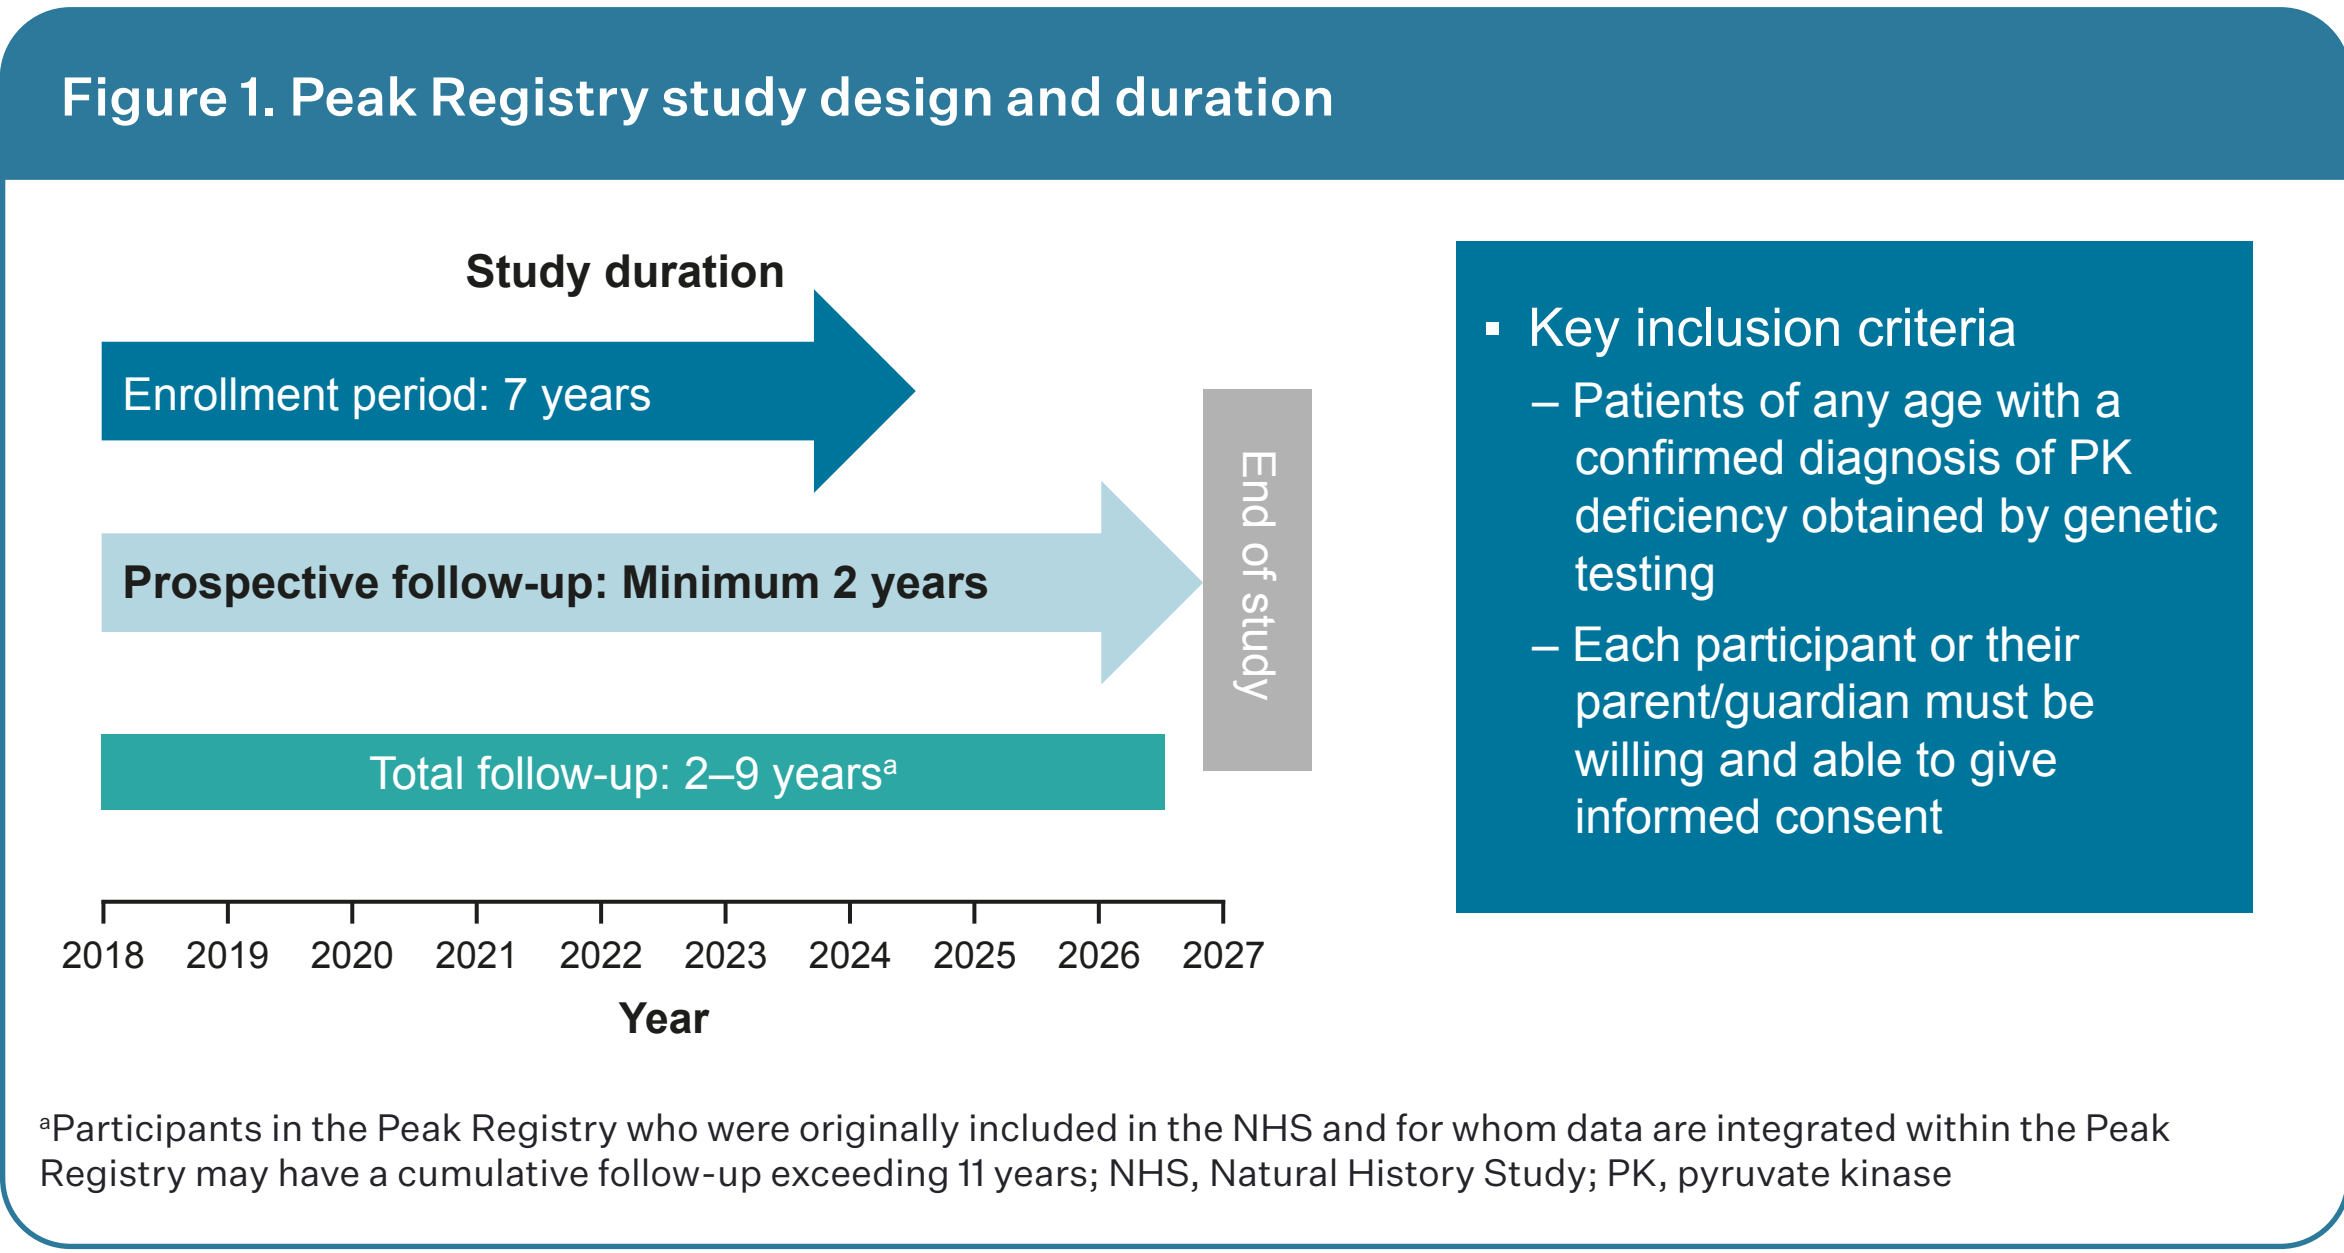 Figure 1. Peak Registry study design and duration
Study duration
Enrollment period: 7 years
Prospective follow-up: Minimum 2 years
Total follow-up: 2–9 yearsᵃ
End of study
2018 2019 2020 2021 2022 2023 2024 2025 2026 2027
Year
▪ Key inclusion criteria
– Patients of any age with a
confirmed diagnosis of PK
deficiency obtained by genetic
testing
– Each participant or their
parent/guardian must be
willing and able to give
informed consent
ᵃParticipants in the Peak Registry who were originally included in the NHS and for whom data are integrated within the Peak
Registry may have a cumulative follow-up exceeding 11 years; NHS, Natural History Study; PK, pyruvate kinase